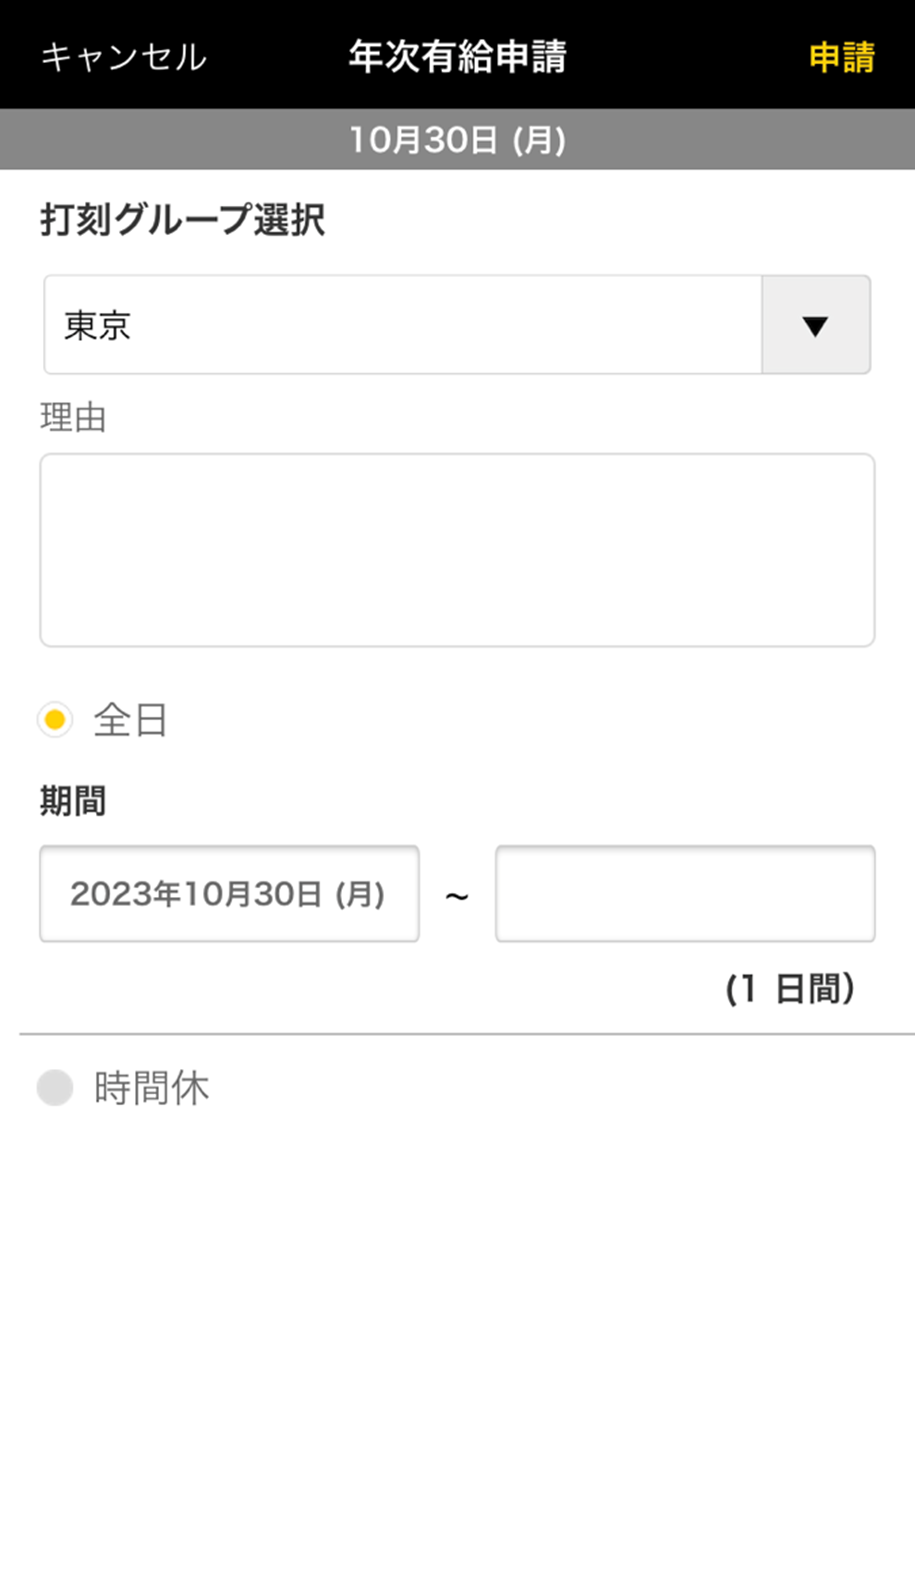 キャンセル 年次有給申請 申請
10月30日 (月)
打刻グループ選択
東京 ▼
理由
全日
期間
2023年10月30日 (月) ~
(1 日間)
時間休